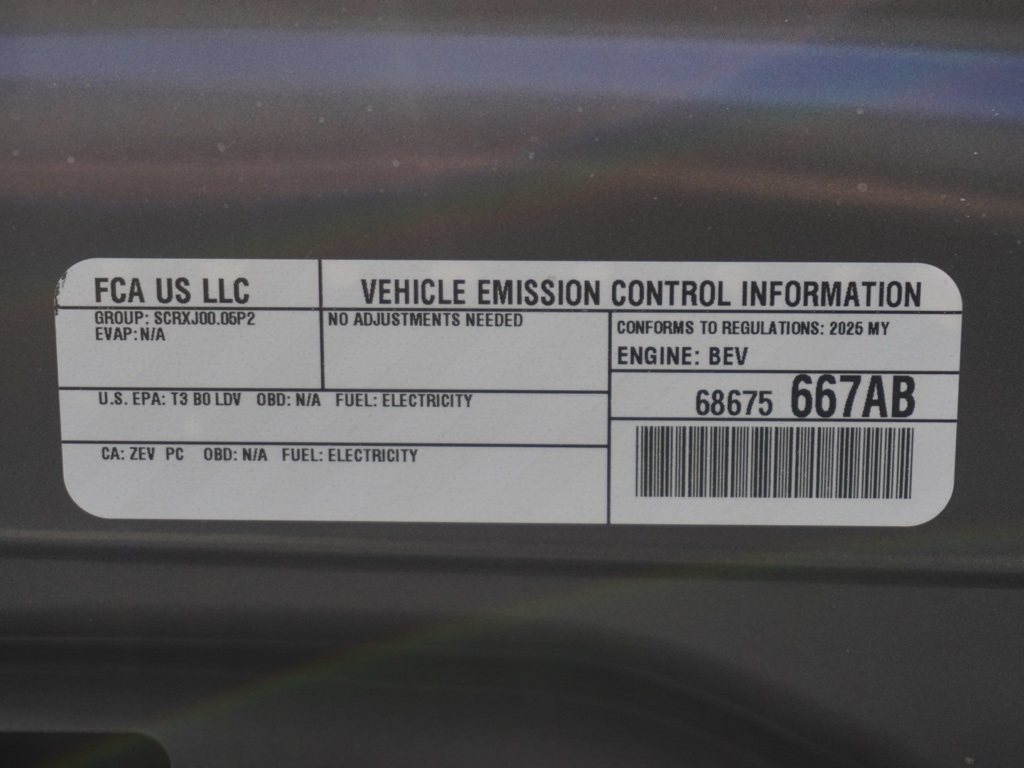 FCA US LLC
VEHICLE EMISSION CONTROL INFORMATION
GROUP: SCRXJ00.05P2
EVAP:N/A
NO ADJUSTMENTS NEEDED
CONFORMS TO REGULATIONS: 2025 MY
ENGINE: BEV
68675 667AB
U.S. EPA: T3 B0 LDV OBD: N/A FUEL: ELECTRICITY
CA: ZEV PC OBD: N/A FUEL: ELECTRICITY